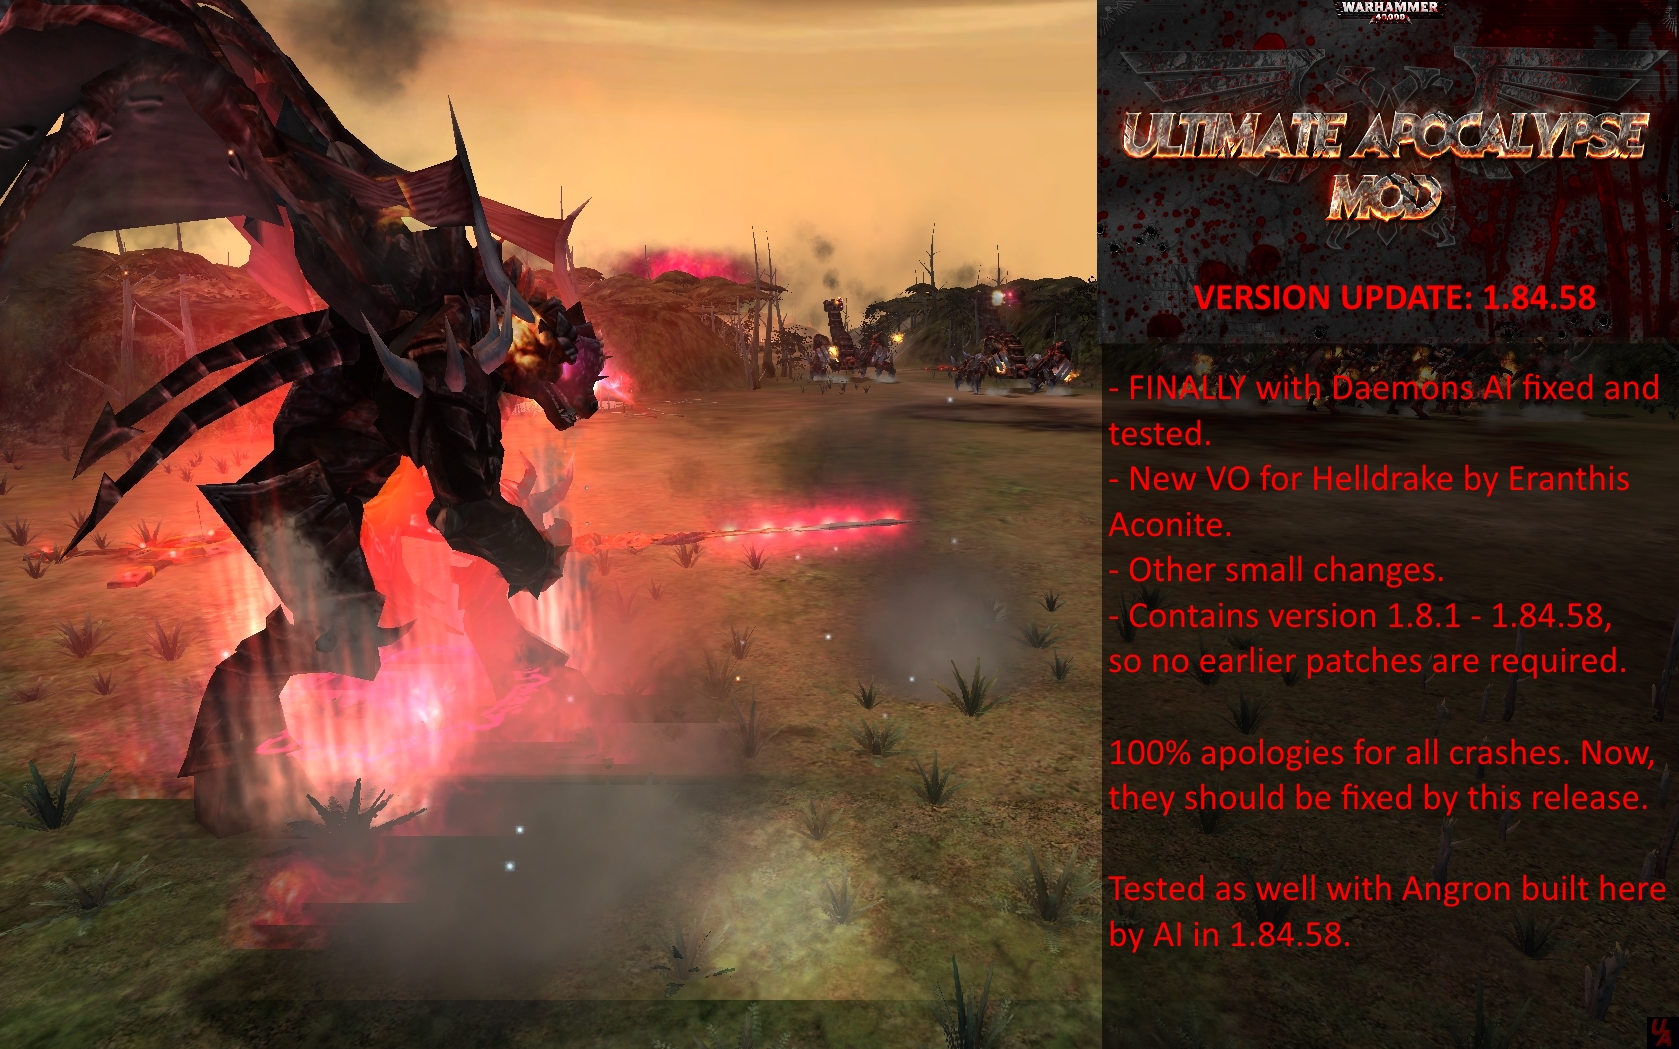 WARHAMMER
40,000
ULTIMATE APOCALYPSE
MOD
VERSION UPDATE: 1.84.58
- FINALLY with Daemons AI fixed and
tested.
- New VO for Helldrake by Eranthis
Aconite.
- Other small changes.
- Contains version 1.8.1 - 1.84.58,
so no earlier patches are required.
100% apologies for all crashes. Now,
they should be fixed by this release.
Tested as well with Angron built here
by AI in 1.84.58.
UA